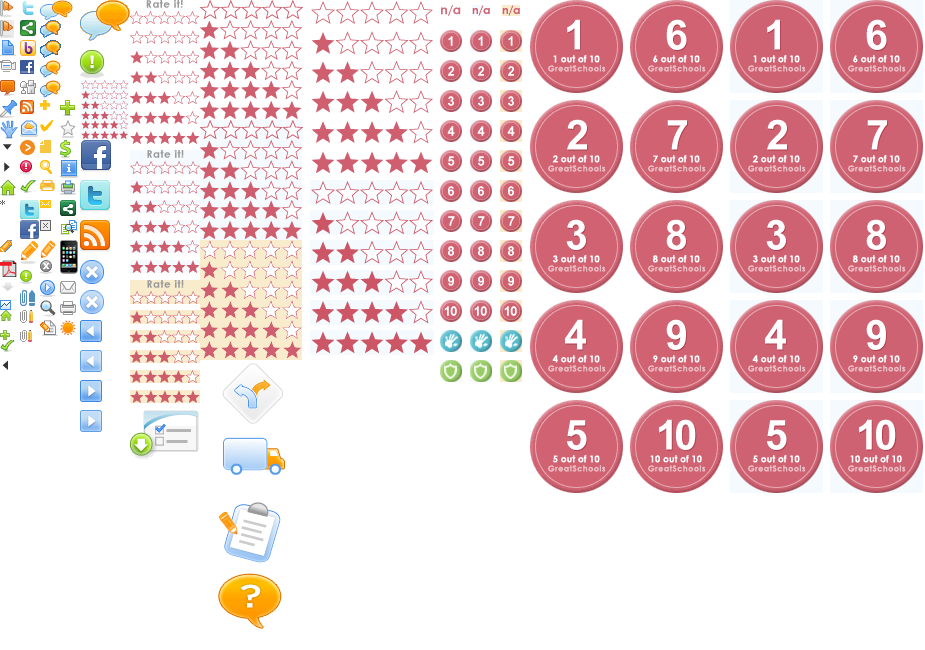 Rate it!
Rate it!
Rate it!
n/a n/a n/a
1 1 1
2 2 2
3 3 3
4 4 4
5 5 5
6 6 6
7 7 7
8 8 8
9 9 9
10 10 10
1
1 out of 10
GreatSchools
6
6 out of 10
GreatSchools
1
1 out of 10
GreatSchools
6
6 out of 10
GreatSchools
2
2 out of 10
GreatSchools
7
7 out of 10
GreatSchools
2
2 out of 10
GreatSchools
7
7 out of 10
GreatSchools
3
3 out of 10
GreatSchools
8
8 out of 10
GreatSchools
3
3 out of 10
GreatSchools
8
8 out of 10
GreatSchools
4
4 out of 10
GreatSchools
9
9 out of 10
GreatSchools
4
4 out of 10
GreatSchools
9
9 out of 10
GreatSchools
5
5 out of 10
GreatSchools
10
10 out of 10
GreatSchools
5
5 out of 10
GreatSchools
10
10 out of 10
GreatSchools